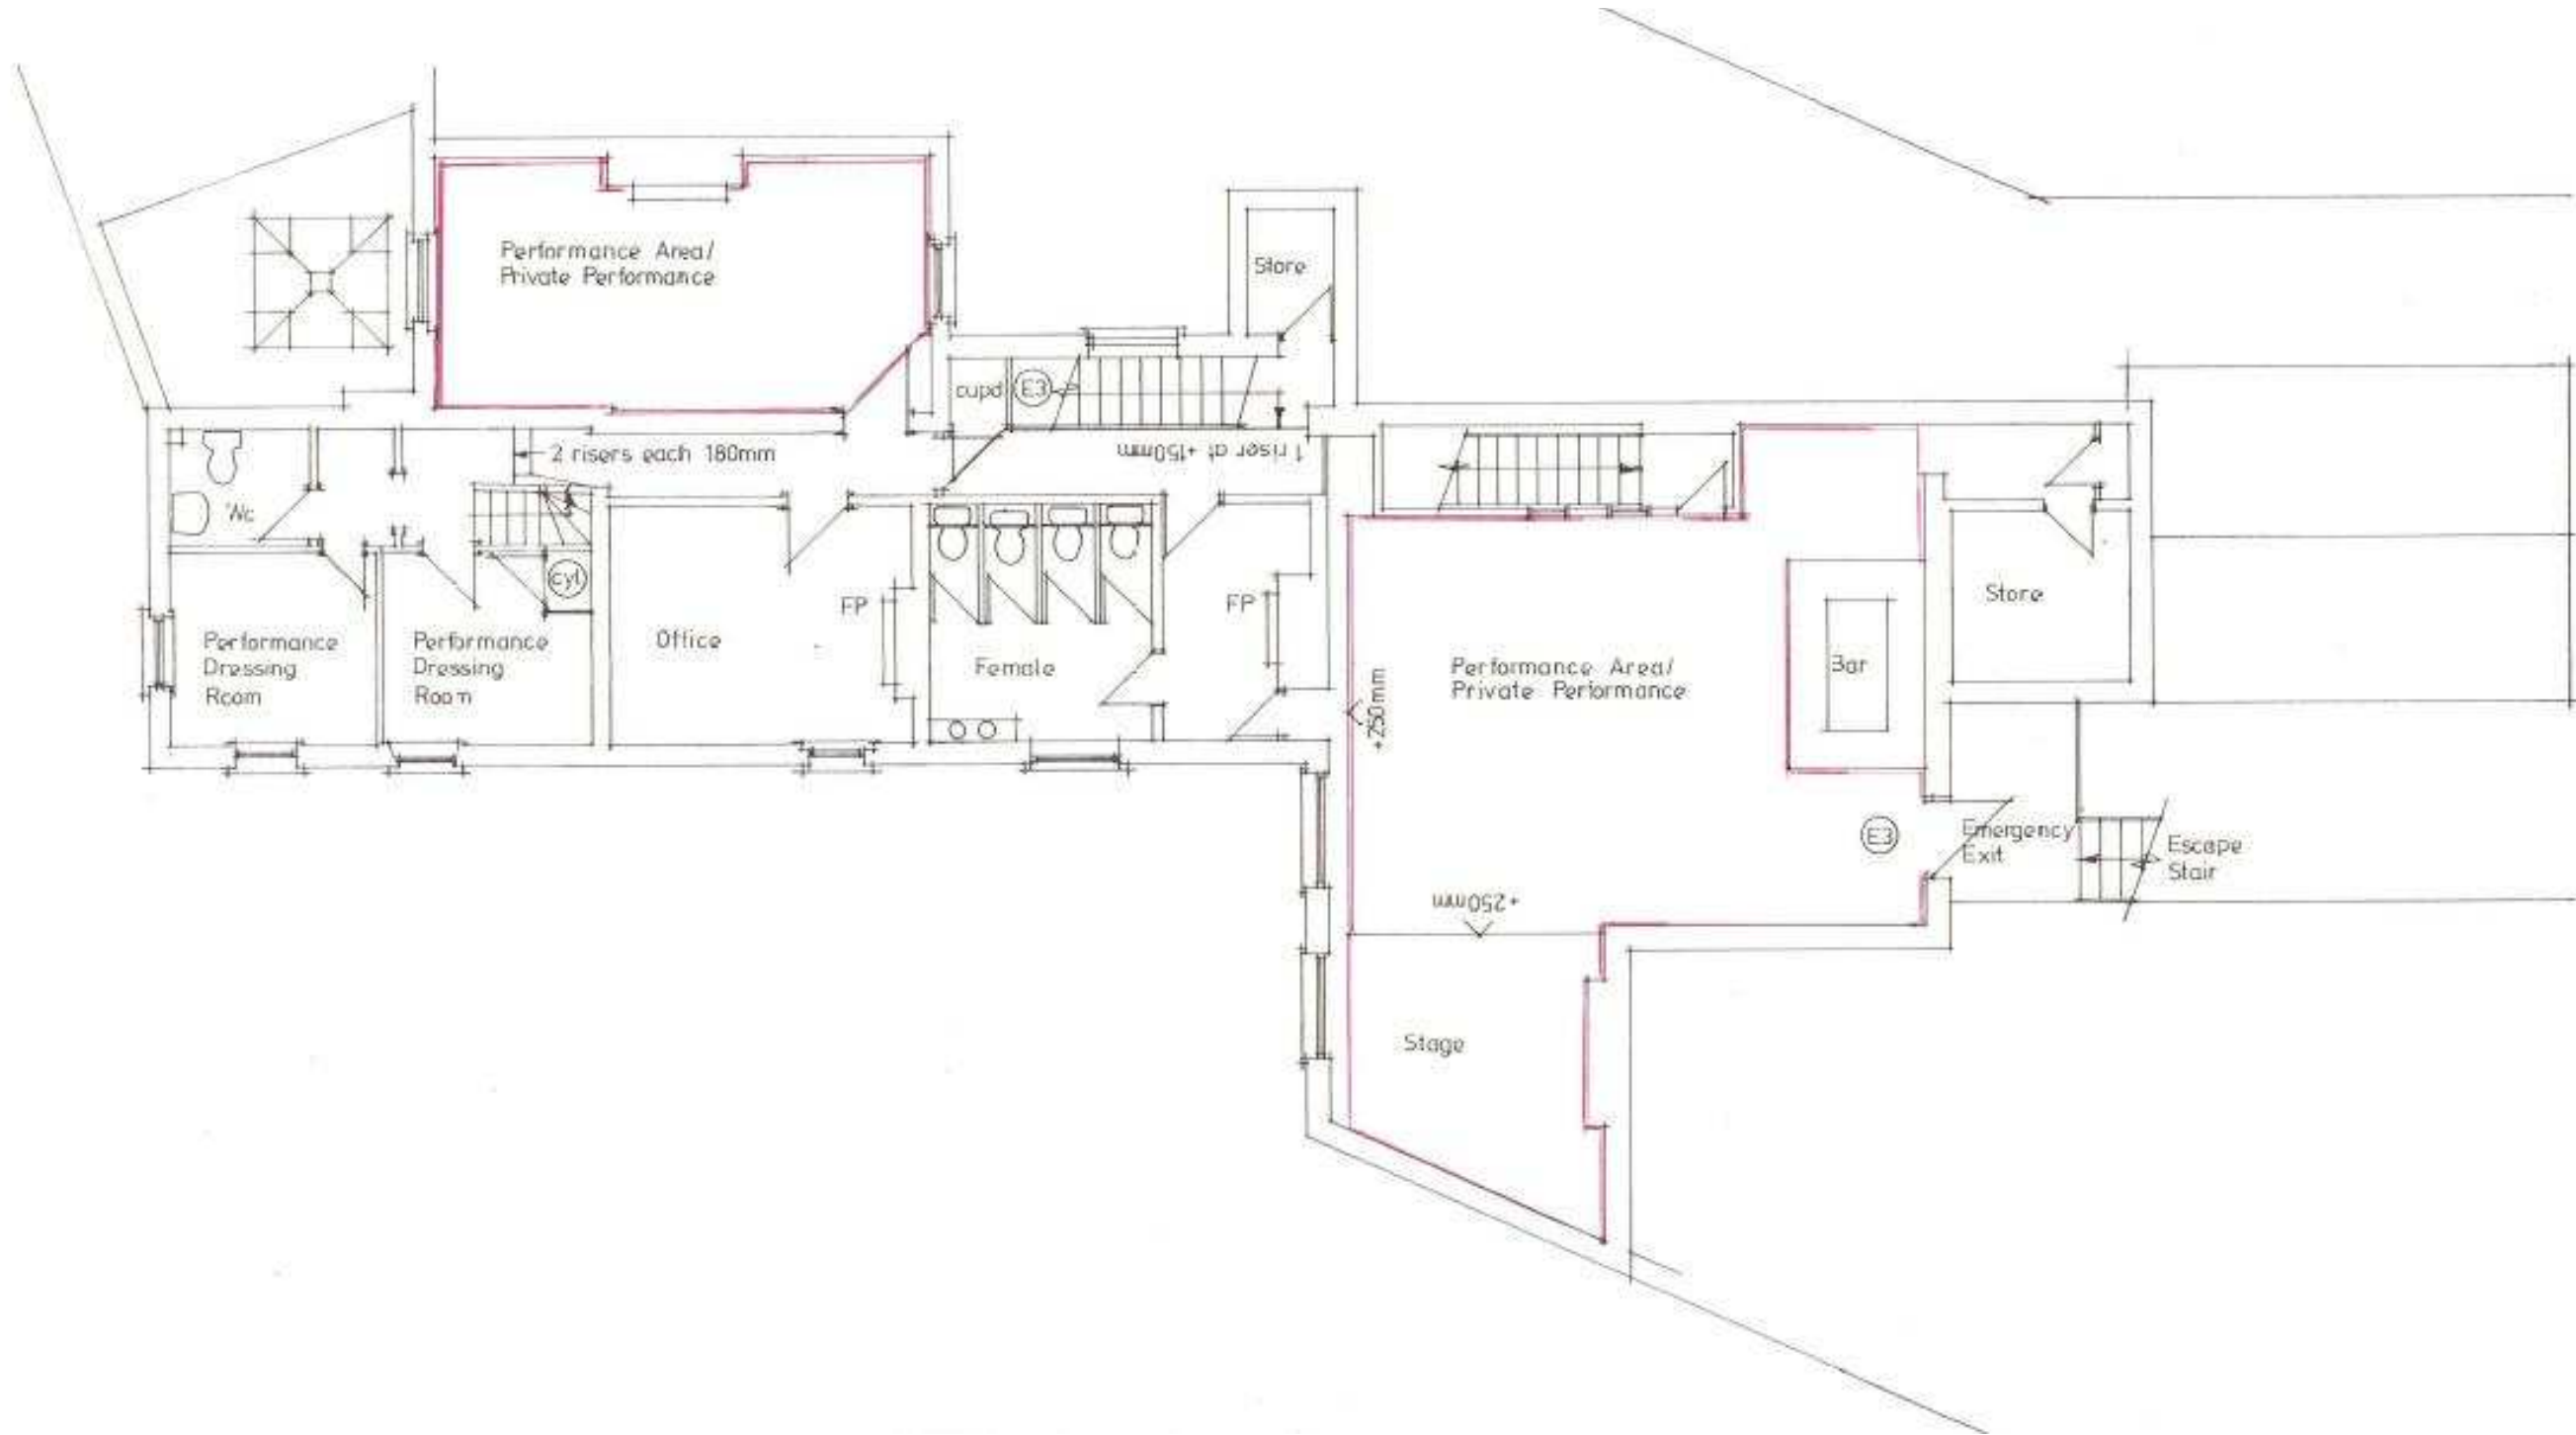 Performance Area/
Private Performance
Store
cupd
E3
1 riser at +150mm
2 risers each 180mm
Wc
cyl
FP
FP
Store
Office
Performance
Dressing
Room
Performance
Dressing
Room
Female
Performance Area/
Private Performance
Bar
+250mm
E3
Emergency
Exit
Escape
Stair
+250mm
Stage